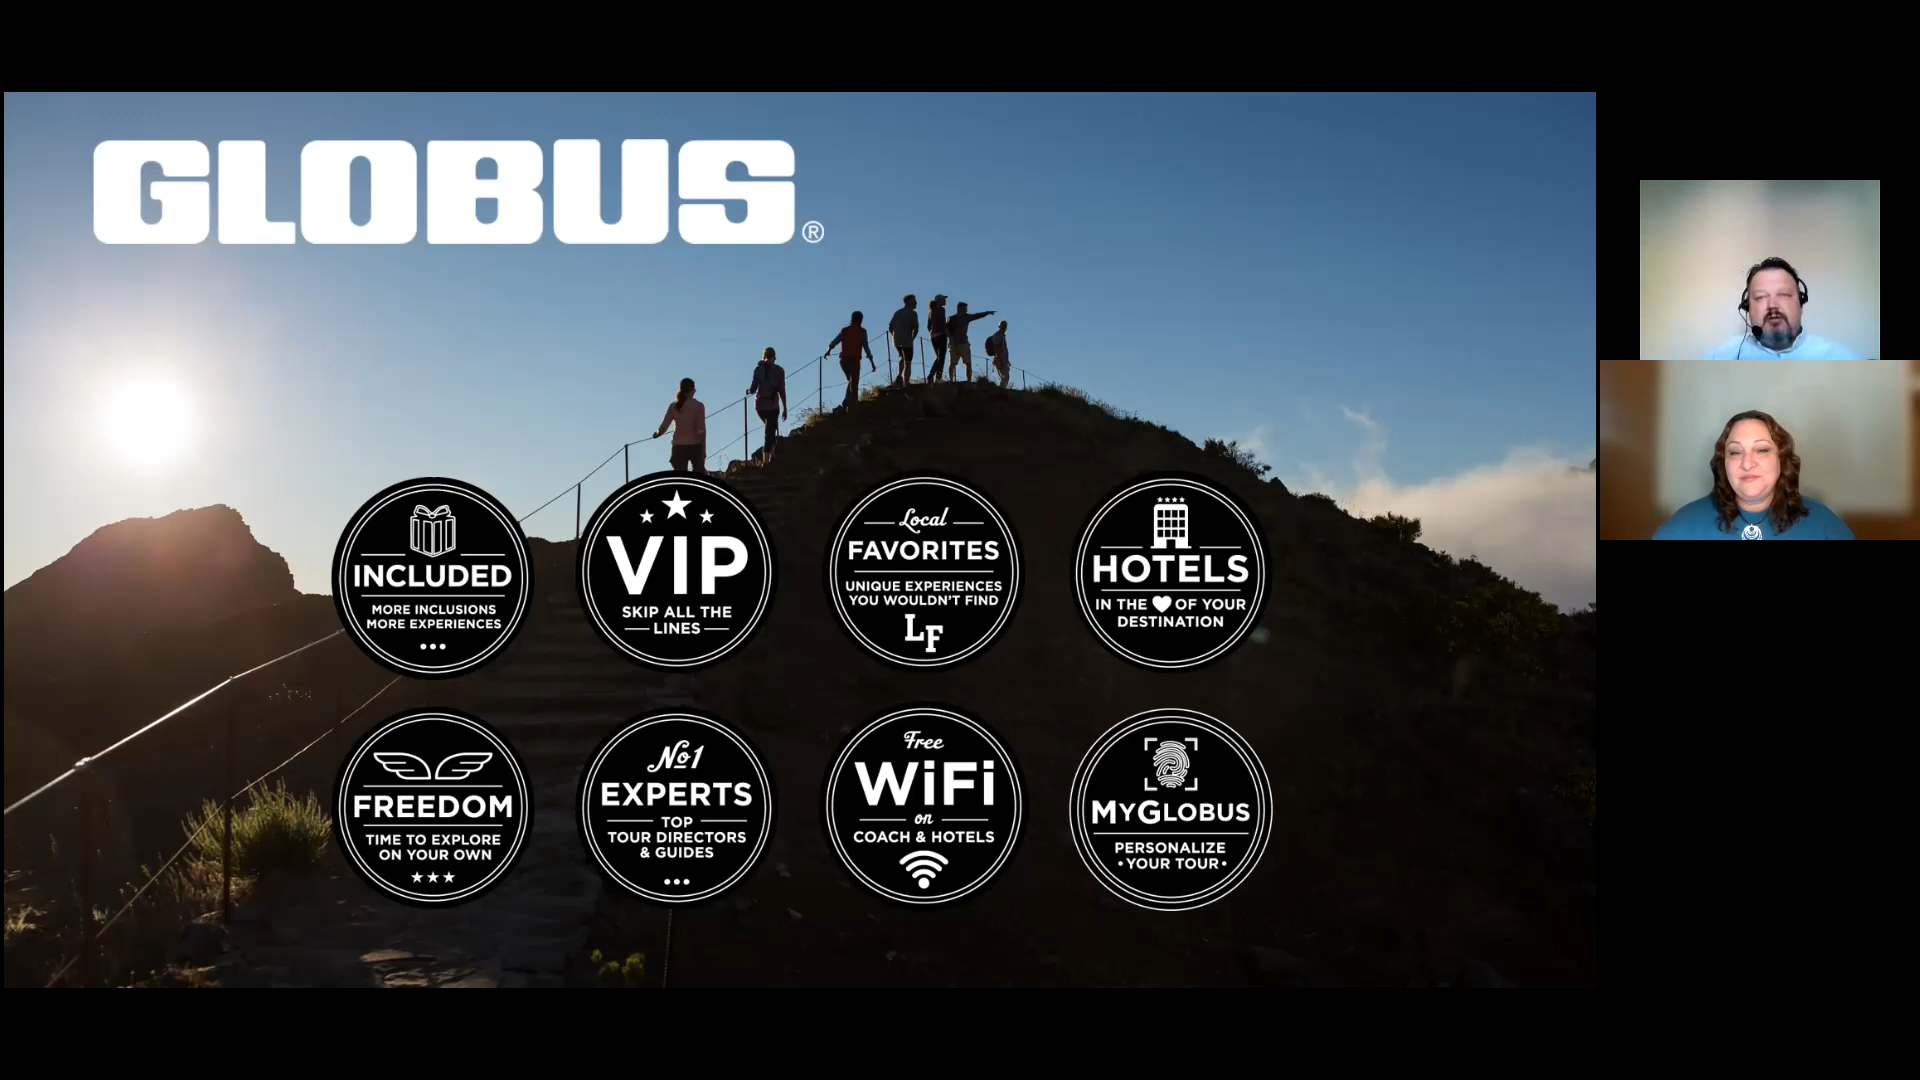 GLOBUS®
INCLUDED
MORE INCLUSIONS
MORE EXPERIENCES
VIP
SKIP ALL THE
LINES
Local
FAVORITES
UNIQUE EXPERIENCES
YOU WOULDN'T FIND
LF
HOTELS
IN THE ♥ OF YOUR
DESTINATION
FREEDOM
TIME TO EXPLORE
ON YOUR OWN
No1
EXPERTS
TOP
TOUR DIRECTORS
& GUIDES
Free
WiFi
on
COACH & HOTELS
MYGLOBUS
PERSONALIZE
•YOUR TOUR•